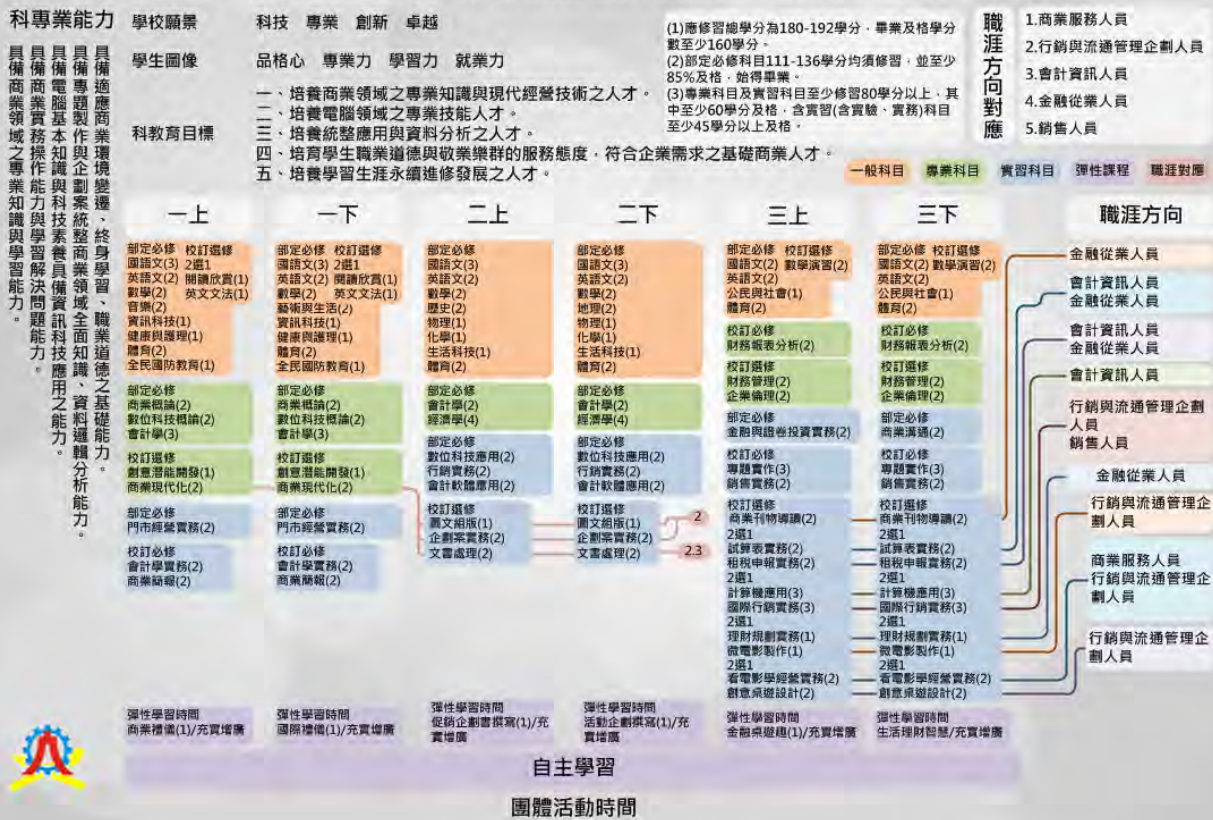 科專業能力
具備適應商業環境變遷、終身學習、職業道德之基礎能力。
具備專題製作與企劃案統整商業領域全面知識、資料邏輯分析能力。
具備電腦基本知識與科技素養具備資訊科技應用之能力。
具備商業實務操作能力與學習解決問題能力。
具備商業領域之專業知識與學習能力。
學校願景
科技 專業 創新 卓越
學生圖像
品格心 專業力 學習力 就業力
科教育目標
一、培養商業領域之專業知識與現代經營技術之人才。
二、培養電腦領域之專業技能人才。
三、培養統整應用與資料分析之人才。
四、培育學生職業道德與敬業樂群的服務態度,符合企業需求之基礎商業人才。
五、培養學習生涯永續進修發展之人才。
(1)應修習總學分為180-192學分,畢業及格學分
數至少160學分。
(2)部定必修科目111-136學分均須修習,並至少
85%及格,始得畢業。
(3)專業科目及實習科目至少修習80學分以上,其
中至少60學分及格,含實習(含實驗、實務)科目
至少45學分以上及格。
職涯方向對應
1.商業服務人員
2.行銷與流通管理企劃人員
3.會計資訊人員
4.金融從業人員
5.銷售人員
一般科目 專業科目 實習科目 彈性課程 職涯對應
一上
部定必修 校訂選修
國語文(3) 2選1
英語文(2) 閱讀欣賞(1)
數學(2) 英文文法(1)
音樂(2)
資訊科技(1)
健康與護理(1)
體育(2)
全民國防教育(1)
部定必修
商業概論(2)
數位科技概論(2)
會計學(3)
校訂選修
創意潛能開發(1)
商業現代化(2)
部定必修
門市經營實務(2)
校訂必修
會計學實務(2)
商業簡報(2)
彈性學習時間
商業禮儀(1)/充實增廣
一下
部定必修 校訂選修
國語文(3) 2選1
英語文(2) 閱讀欣賞(1)
數學(2) 英文文法(1)
藝術與生活(2)
資訊科技(1)
健康與護理(1)
體育(2)
全民國防教育(1)
部定必修
商業概論(2)
數位科技概論(2)
會計學(3)
校訂選修
創意潛能開發(1)
商業現代化(2)
部定必修
門市經營實務(2)
校訂必修
會計學實務(2)
商業簡報(2)
彈性學習時間
國際禮儀(1)/充實增廣
二上
部定必修
國語文(3)
英語文(2)
數學(2)
歷史(2)
物理(1)
化學(1)
生活科技(1)
體育(2)
部定必修
會計學(2)
經濟學(4)
部定必修
數位科技應用(2)
行銷實務(2)
會計軟體應用(2)
校訂選修
圖文組版(1)
企劃案實務(2)
文書處理(2)
彈性學習時間
促銷企劃書撰寫(1)/充
實增廣
二下
部定必修
國語文(3)
英語文(2)
數學(2)
地理(2)
物理(1)
化學(1)
生活科技(1)
體育(2)
部定必修
會計學(2)
經濟學(4)
部定必修
數位科技應用(2)
行銷實務(2)
會計軟體應用(2)
校訂選修
圖文組版(1)
企劃案實務(2)
文書處理(2)
2
2.3
彈性學習時間
活動企劃撰寫(1)/充
實增廣
三上
部定必修 校訂選修
國語文(2) 數學演習(2)
英語文(2)
公民與社會(1)
體育(2)
校訂必修
財務報表分析(2)
校訂選修
財務管理(2)
企業倫理(2)
部定必修
金融與證券投資實務(2)
校訂必修
專題實作(3)
銷售實務(2)
校訂選修
商業刊物導讀(2)
2選1
試算表實務(2)
租稅申報實務(2)
2選1
計算機應用(3)
國際行銷實務(3)
2選1
理財規劃實務(1)
微電影製作(1)
2選1
看電影學經營實務(2)
創意桌遊設計(2)
彈性學習時間
金融桌遊趣(1)/充實增廣
三下
部定必修 校訂選修
國語文(2) 數學演習(2)
英語文(2)
公民與社會(1)
體育(2)
校訂必修
財務報表分析(2)
校訂選修
財務管理(2)
企業倫理(2)
部定必修
商業溝通(2)
校訂必修
專題實作(3)
銷售實務(2)
校訂選修
商業刊物導讀(2)
2選1
試算表實務(2)
租稅申報實務(2)
2選1
計算機應用(3)
國際行銷實務(3)
2選1
理財規劃實務(1)
微電影製作(1)
2選1
看電影學經營實務(2)
創意桌遊設計(2)
彈性學習時間
生活理財智慧/充實增廣
職涯方向
金融從業人員
會計資訊人員
金融從業人員
會計資訊人員
金融從業人員
會計資訊人員
行銷與流通管理企劃
人員
銷售人員
金融從業人員
行銷與流通管理企
劃人員
商業服務人員
行銷與流通管理企
劃人員
行銷與流通管理企
劃人員
自主學習
團體活動時間